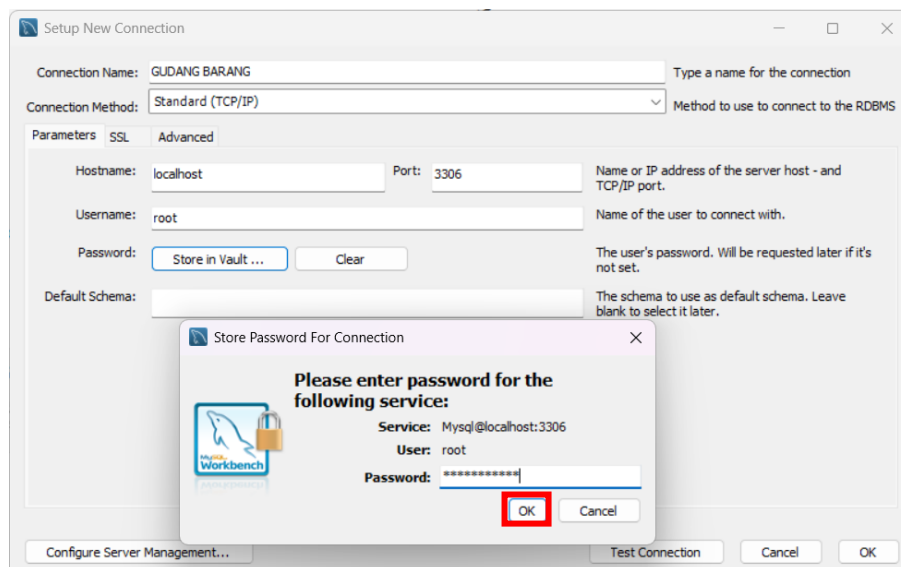 Setup New Connection
Connection Name: GUDANG BARANG Type a name for the connection
Connection Method: Standard (TCP/IP) Method to use to connect to the RDBMS
Parameters SSL Advanced
Hostname: localhost Port: 3306 Name or IP address of the server host - and
TCP/IP port.
Username: root Name of the user to connect with.
Password: Store in Vault ... Clear The user's password. Will be requested later if it's
not set.
Default Schema: The schema to use as default schema. Leave
blank to select it later.
Store Password For Connection
Please enter password for the
following service:
Service: Mysql@localhost:3306
User: root
MySQL
Workbench
Password: ***********
OK Cancel
Configure Server Management... Test Connection Cancel OK